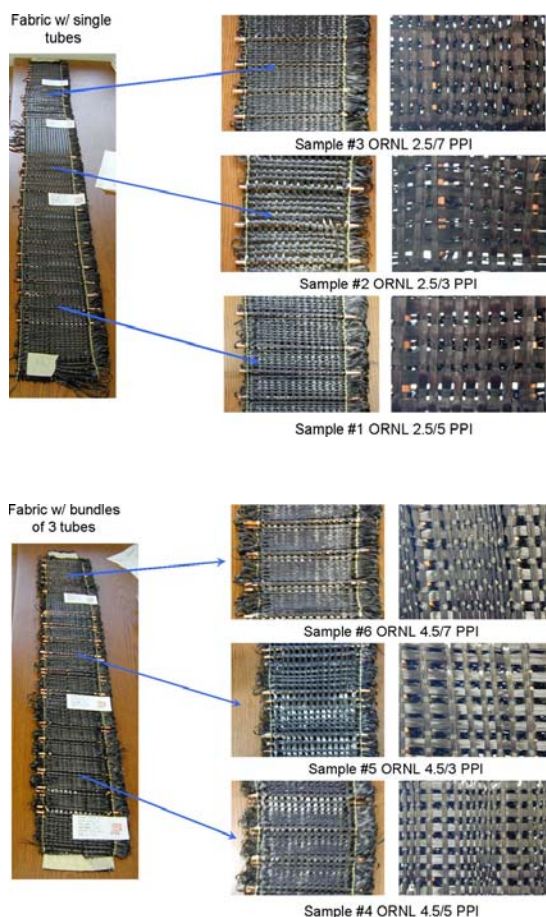 Fabric w/ single
tubes
Sample #3 ORNL 2.5/7 PPI
Sample #2 ORNL 2.5/3 PPI
Sample #1 ORNL 2.5/5 PPI
Fabric w/ bundles
of 3 tubes
Sample #6 ORNL 4.5/7 PPI
Sample #5 ORNL 4.5/3 PPI
Sample #4 ORNL 4.5/5 PPI